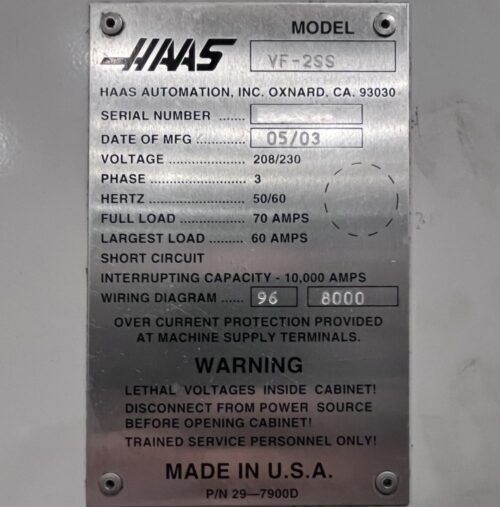 MODEL
HAAS VF-2SS
HAAS AUTOMATION, INC. OXNARD, CA. 93030
SERIAL NUMBER ......
DATE OF MFG ............ 05/03
VOLTAGE .................... 208/230
PHASE ........................ 3
HERTZ ........................ 50/60
FULL LOAD ................ 70 AMPS
LARGEST LOAD ......... 60 AMPS
SHORT CIRCUIT
INTERRUPTING CAPACITY - 10,000 AMPS
WIRING DIAGRAM ...... 96 8000
OVER CURRENT PROTECTION PROVIDED
AT MACHINE SUPPLY TERMINALS.
WARNING
LETHAL VOLTAGES INSIDE CABINET!
DISCONNECT FROM POWER SOURCE
BEFORE OPENING CABINET!
TRAINED SERVICE PERSONNEL ONLY!
MADE IN U.S.A.
P/N 29—7900D